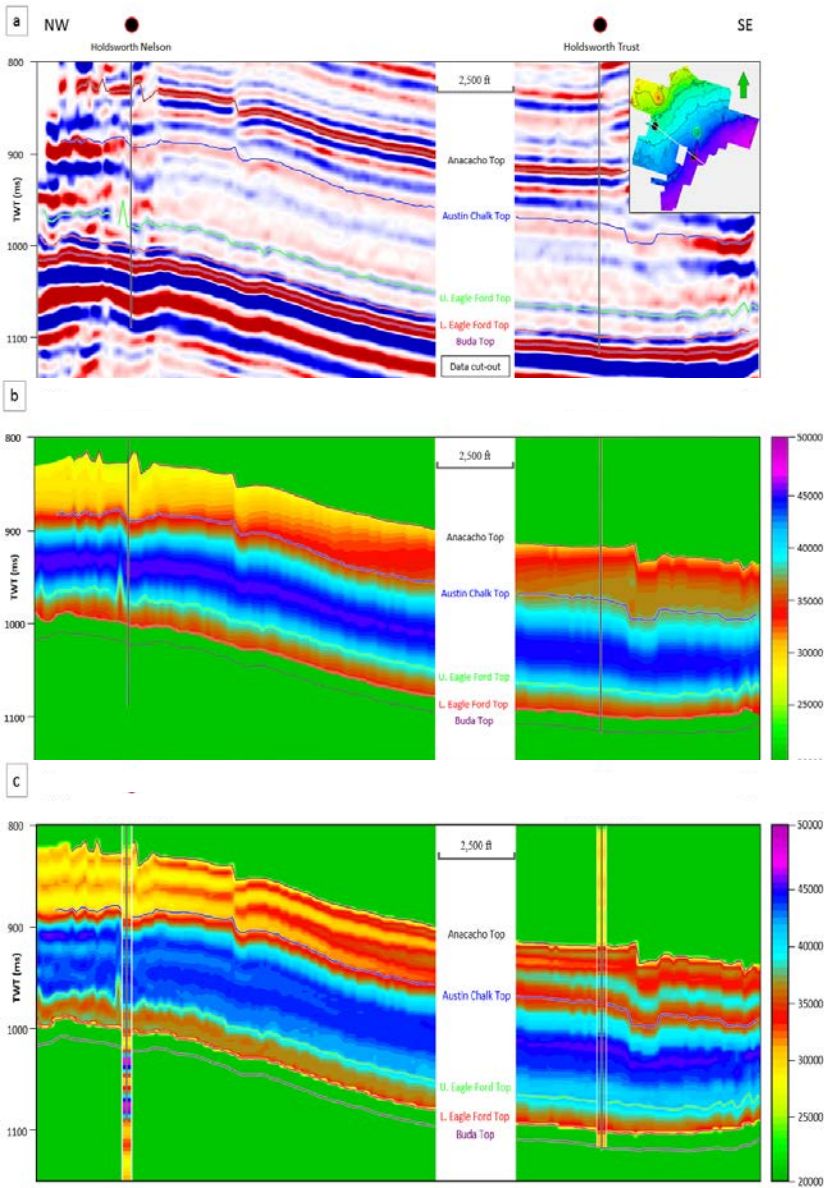 a
NW
SE
Holdsworth Nelson
Holdsworth Trust
800
900
1000
1100
TWT (ms)
2,500 ft
Anacacho Top
Austin Chalk Top
U. Eagle Ford Top
L. Eagle Ford Top
Buda Top
Data cut-out
b
800
900
1000
1100
TWT (ms)
2,500 ft
Anacacho Top
Austin Chalk Top
U. Eagle Ford Top
L. Eagle Ford Top
Buda Top
50000
45000
40000
35000
30000
25000
c
800
900
1000
1100
TWT (ms)
2,500 ft
Anacacho Top
Austin Chalk Top
U. Eagle Ford Top
L. Eagle Ford Top
Buda Top
50000
45000
40000
35000
30000
25000
20000